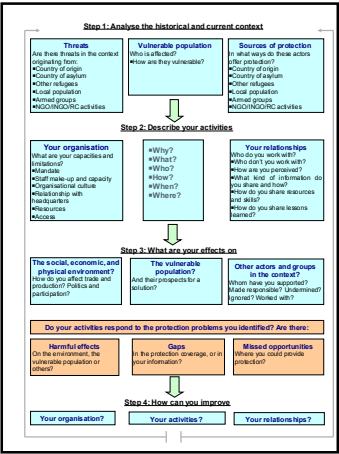 Step 1: Analyse the historical and current context
Threats
Are there threats in the context
originating from:
▪Country of origin
▪Country of asylum
▪Other refugees
▪Local population
▪Armed groups
▪NGO/INGO/RC activities
Vulnerable population
Who is affected?
▪How are they vulnerable?
Sources of protection
In what ways do these actors
offer protection?
▪Country of origin
▪Country of asylum
▪Other refugees
▪Local population
▪Armed groups
▪NGO/INGO/RC activities
Step 2: Describe your activities
Your organisation
What are your capacities and
limitations?
▪Mandate
▪Staff make-up and capacity
▪Organisational culture
▪Relationship with
headquarters
▪Resources
▪Access
▪Why?
▪What?
▪Who?
▪How?
▪When?
▪Where?
Your relationships
Who do you work with?
▪Who don't you work with?
▪How are you perceived?
▪What kind of information do
you share and how?
▪How do you share resources
and skills?
▪How do you share lessons
learned?
Step 3: What are your effects on
The social, economic, and
physical environment?
How do you affect trade and
production? Politics and
participation?
The vulnerable
population?
And their prospects for a
solution?
Other actors and groups
in the context?
Whom have you supported?
Made responsible? Undermined?
Ignored? Worked with?
Do your activities respond to the protection problems you identified? Are there:
Harmful effects
On the environment, the
vulnerable population or
others?
Gaps
In the protection coverage, or in
your information?
Missed opportunities
Where you could provide
protection?
Step 4: How can you improve
Your organisation?
Your activities?
Your relationships?